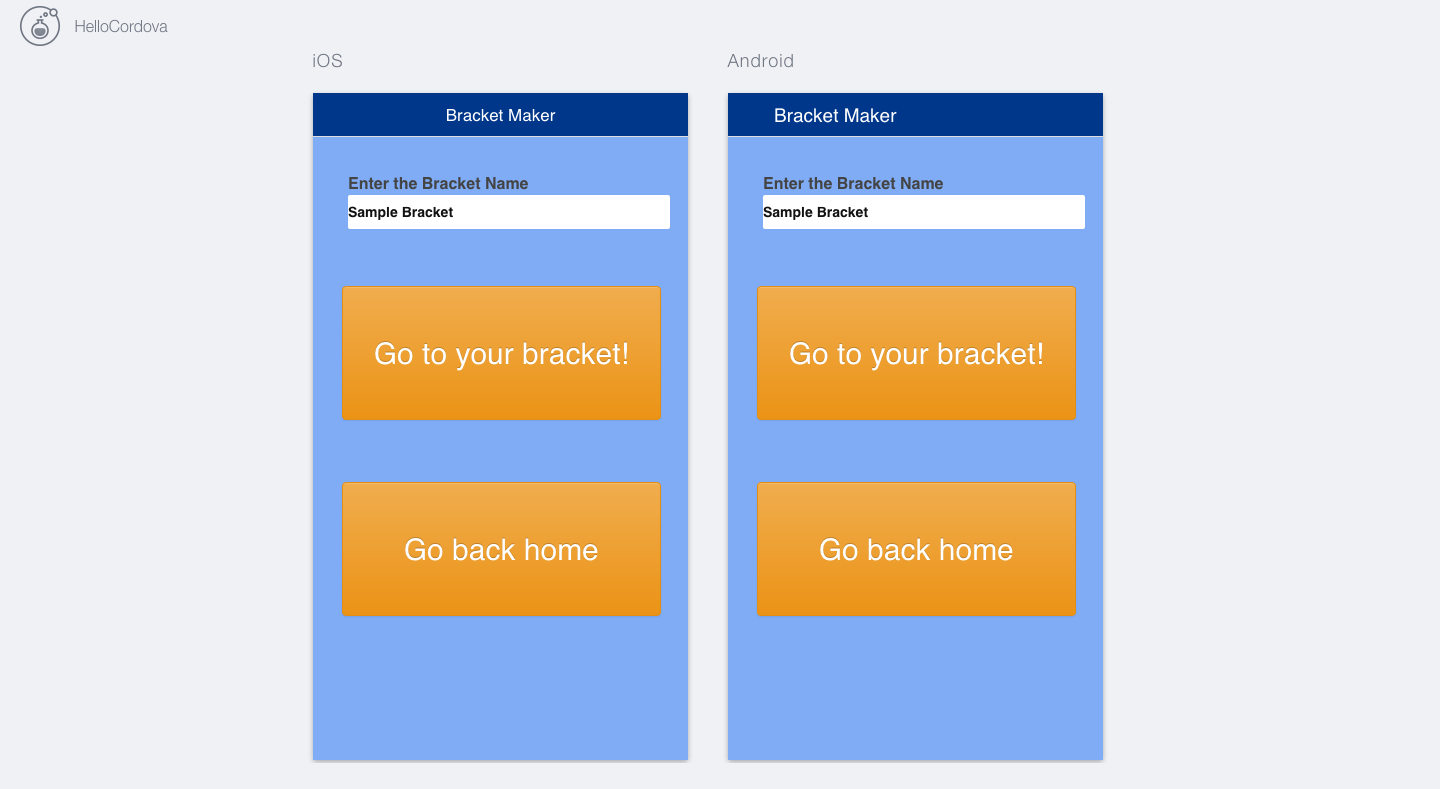 HelloCordova
iOS
Bracket Maker
Enter the Bracket Name
Sample Bracket
Go to your bracket!
Go back home
Android
Bracket Maker
Enter the Bracket Name
Sample Bracket
Go to your bracket!
Go back home